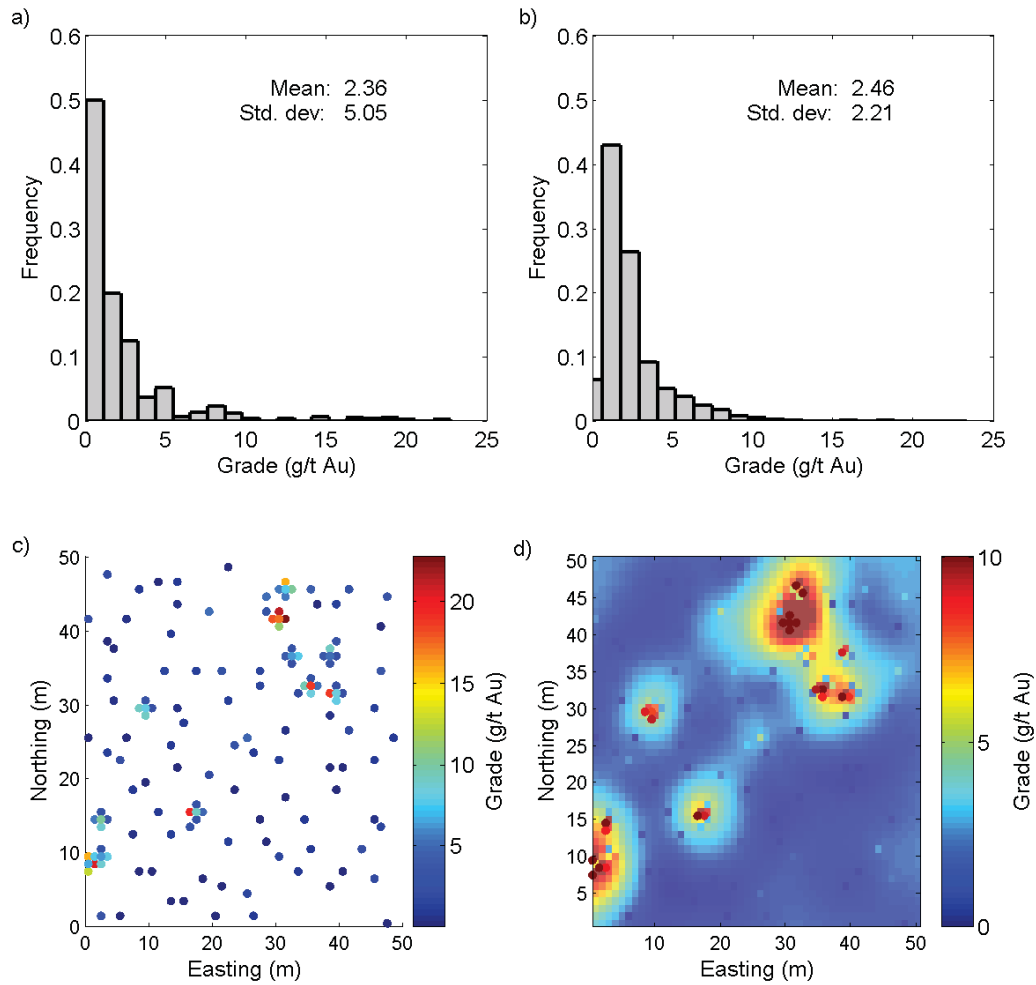 a)
0.6
0.5
0.4
0.3
0.2
0.1
0
Frequency
Mean: 2.36
Std. dev: 5.05
0 5 10 15 20 25
Grade (g/t Au)
b)
0.6
0.5
0.4
0.3
0.2
0.1
0
Frequency
Mean: 2.46
Std. dev: 2.21
0 5 10 15 20 25
Grade (g/t Au)
c)
50
40
30
20
10
0
Northing (m)
0 10 20 30 40 50
Easting (m)
20
15
10
5
Grade (g/t Au)
d)
50
45
40
35
30
25
20
15
10
5
Northing (m)
10 20 30 40 50
Easting (m)
10
5
0
Grade (g/t Au)